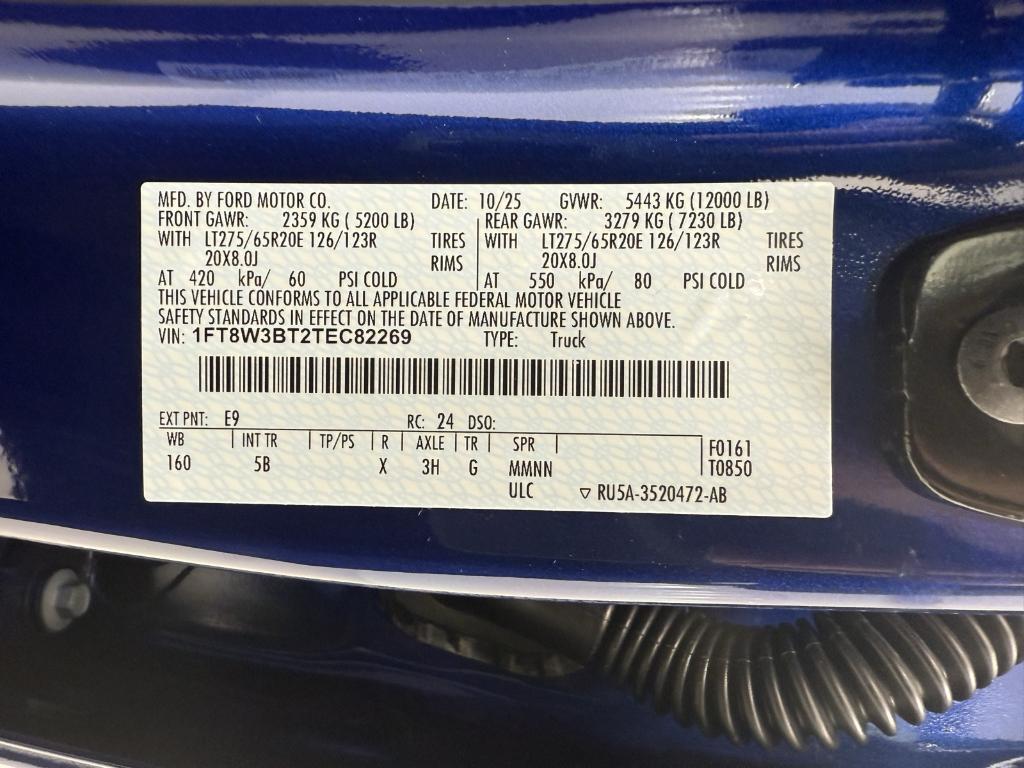 MFD. BY FORD MOTOR CO. DATE: 10/25 GVWR: 5443 KG (12000 LB)
FRONT GAWR: 2359 KG ( 5200 LB) REAR GAWR: 3279 KG ( 7230 LB)
WITH LT275/65R20E 126/123R TIRES WITH LT275/65R20E 126/123R TIRES
20X8.0J RIMS 20X8.0J RIMS
AT 420 kPa/ 60 PSI COLD AT 550 kPa/ 80 PSI COLD
THIS VEHICLE CONFORMS TO ALL APPLICABLE FEDERAL MOTOR VEHICLE
SAFETY STANDARDS IN EFFECT ON THE DATE OF MANUFACTURE SHOWN ABOVE.
VIN: 1FT8W3BT2TEC82269 TYPE: Truck
EXT PNT: E9 RC: 24 DSO:
WB INT TR TP/PS R AXLE TR SPR F0161
160 5B X 3H G MMNN T0850
ULC ▽ RU5A-3520472-AB